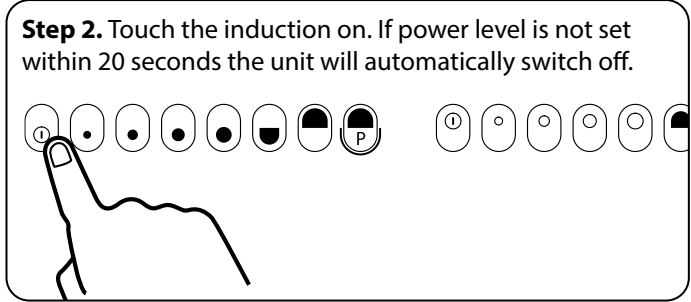 Step 2. Touch the induction on. If power level is not set
within 20 seconds the unit will automatically switch off.
P